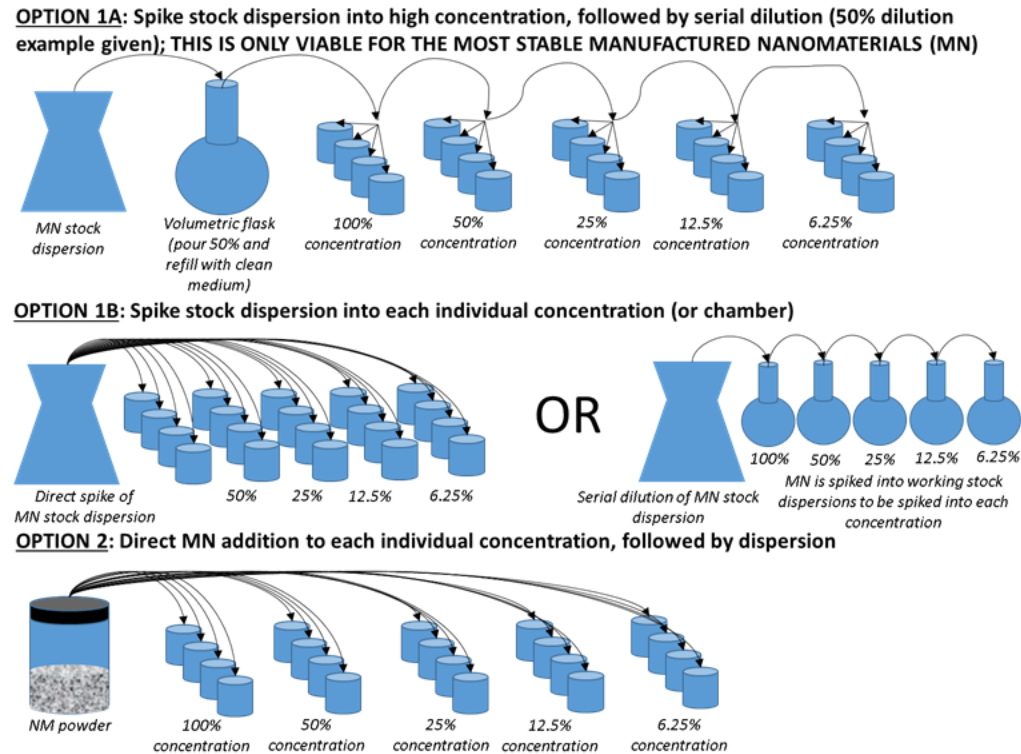 OPTION 1A: Spike stock dispersion into high concentration, followed by serial dilution (50% dilution
example given); THIS IS ONLY VIABLE FOR THE MOST STABLE MANUFACTURED NANOMATERIALS (MN)
MN stock
dispersion
Volumetric flask
(pour 50% and
refill with clean
medium)
100%
concentration
50%
concentration
25%
concentration
12.5%
concentration
6.25%
concentration
OPTION 1B: Spike stock dispersion into each individual concentration (or chamber)
Direct spike of
MN stock dispersion
50%
25%
12.5%
6.25%
OR
Serial dilution of MN stock
dispersion
100%
50%
25%
12.5%
6.25%
MN is spiked into working stock
dispersions to be spiked into each
concentration
OPTION 2: Direct MN addition to each individual concentration, followed by dispersion
NM powder
100%
concentration
50%
concentration
25%
concentration
12.5%
concentration
6.25%
concentration